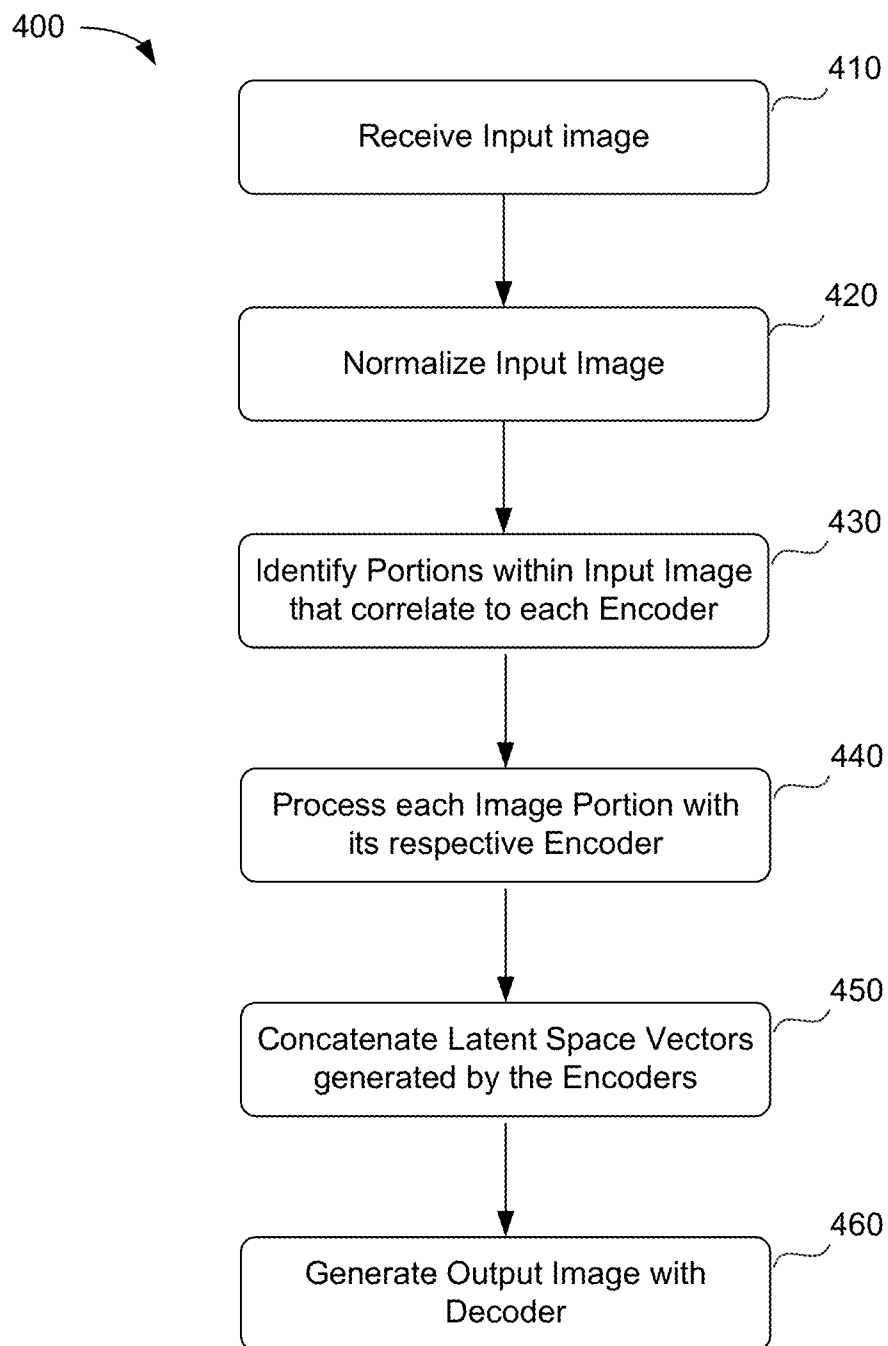 400
410
Receive Input image
420
Normalize Input Image
430
Identify Portions within Input Image
that correlate to each Encoder
440
Process each Image Portion with
its respective Encoder
450
Concatenate Latent Space Vectors
generated by the Encoders
460
Generate Output Image with
Decoder